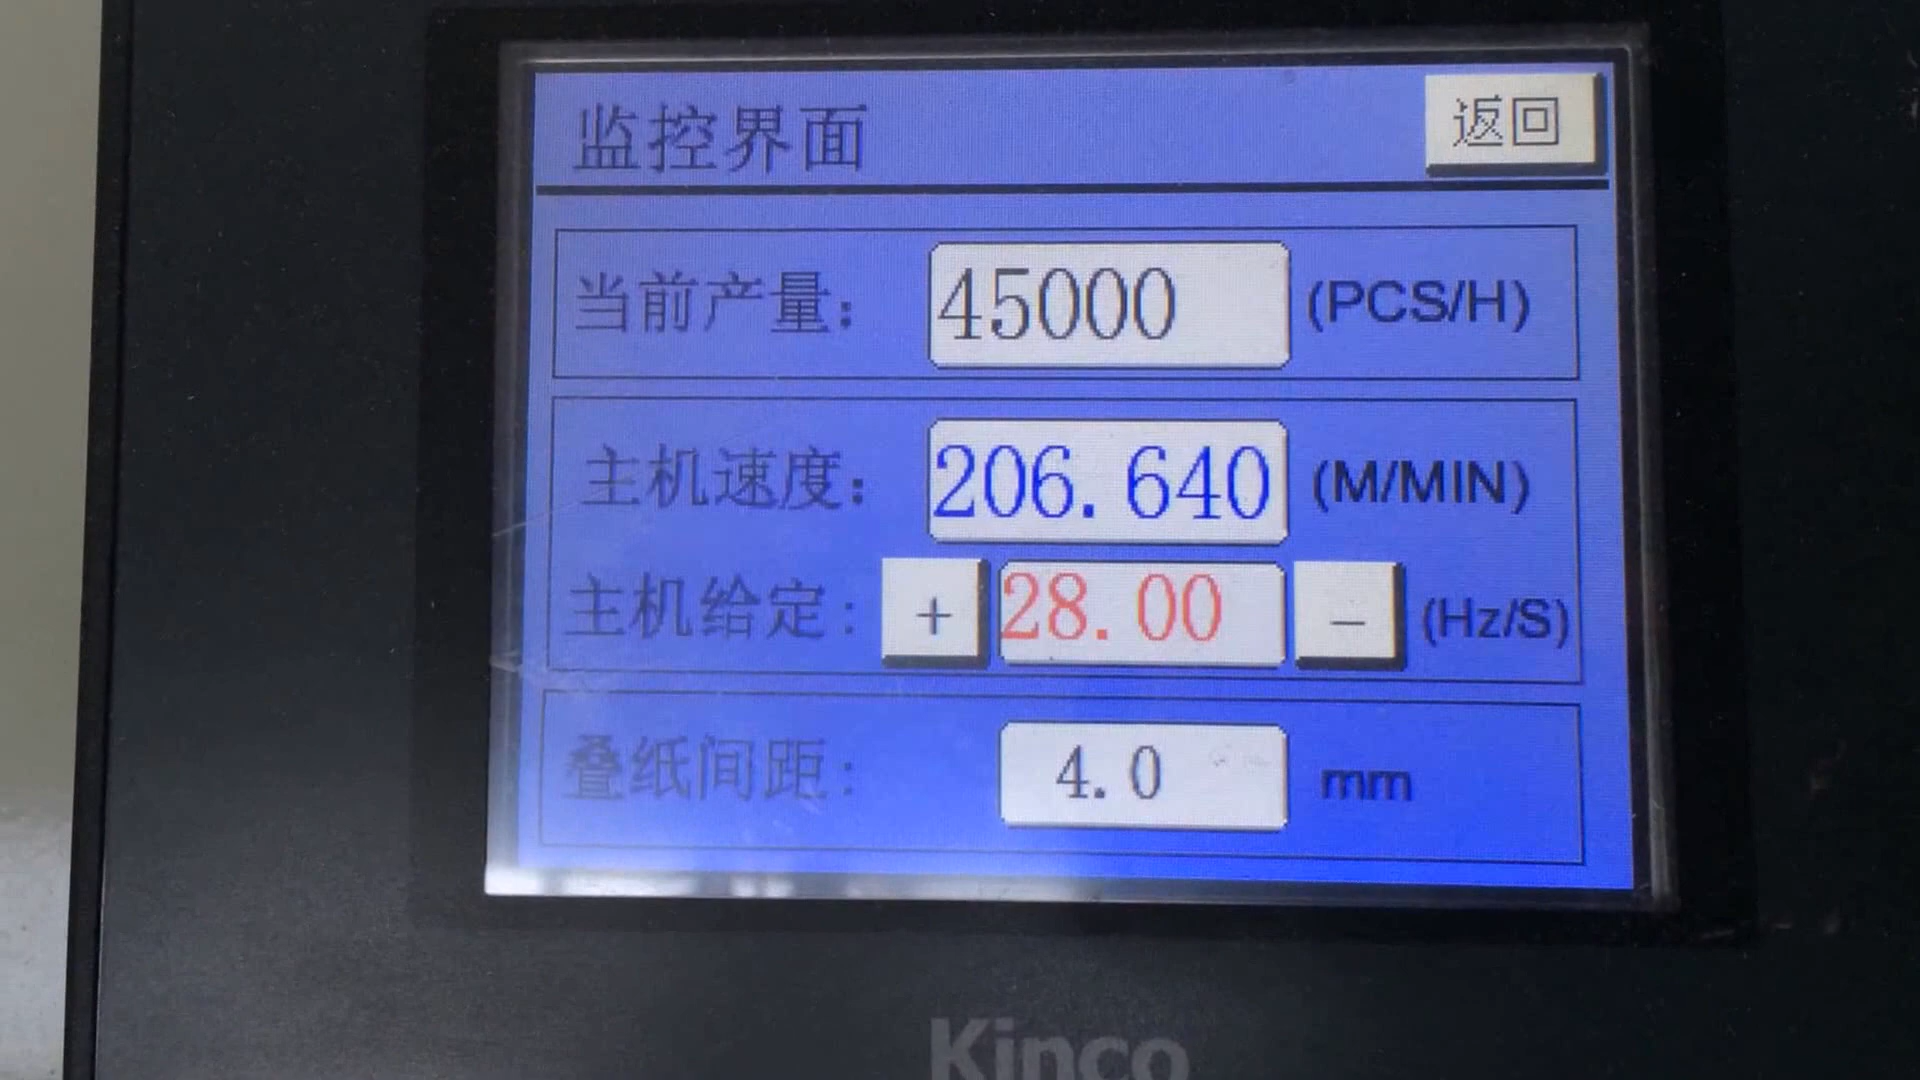 监控界面 返回
当前产量: 45000 (PCS/H)
主机速度: 206.640 (M/MIN)
主机给定: + 28.00 - (Hz/S)
叠纸间距: 4.0 mm
Kinco